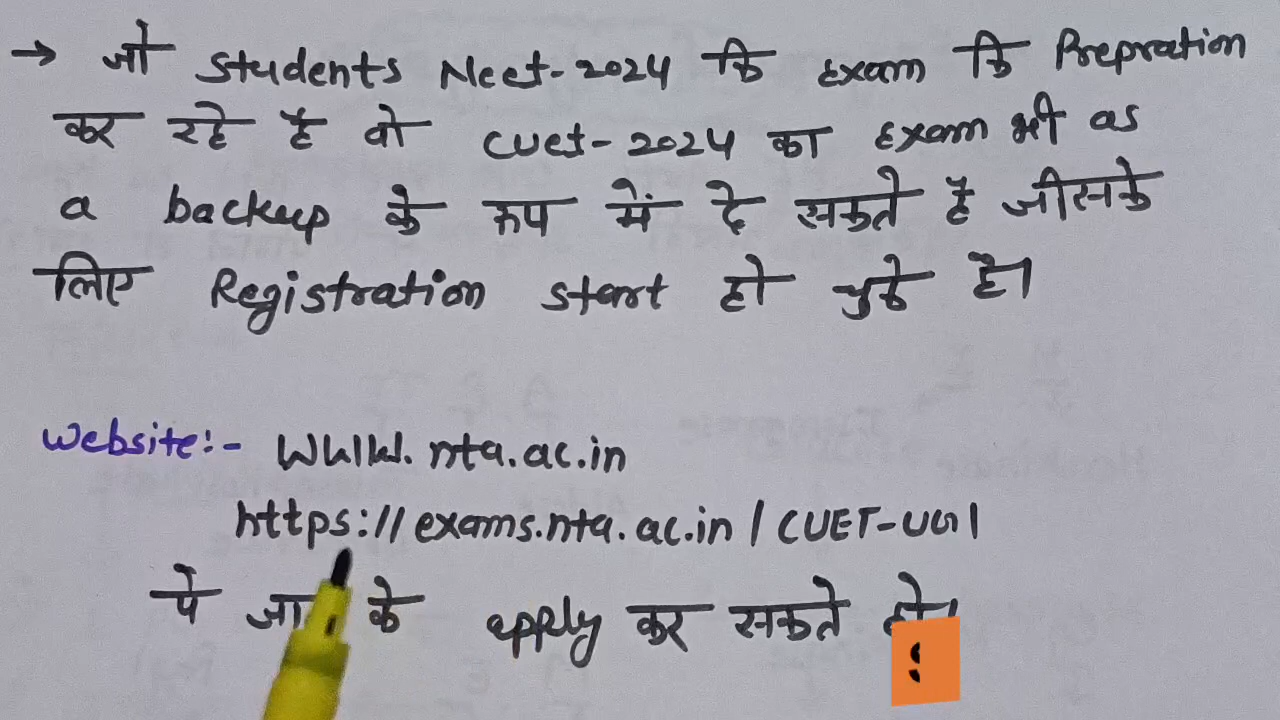 → जो students Neet-2024 कि exam कि Prepration
कर रहे है वो cuet-2024 का exam भी as
a backup के रुप में दे सकते है जीसके
लिए Registration start हो चुके है।
Website:- WWW.nta.ac.in
https://exams.nta.ac.in/CUET-UG/
पे जा के apply कर सकते हो।